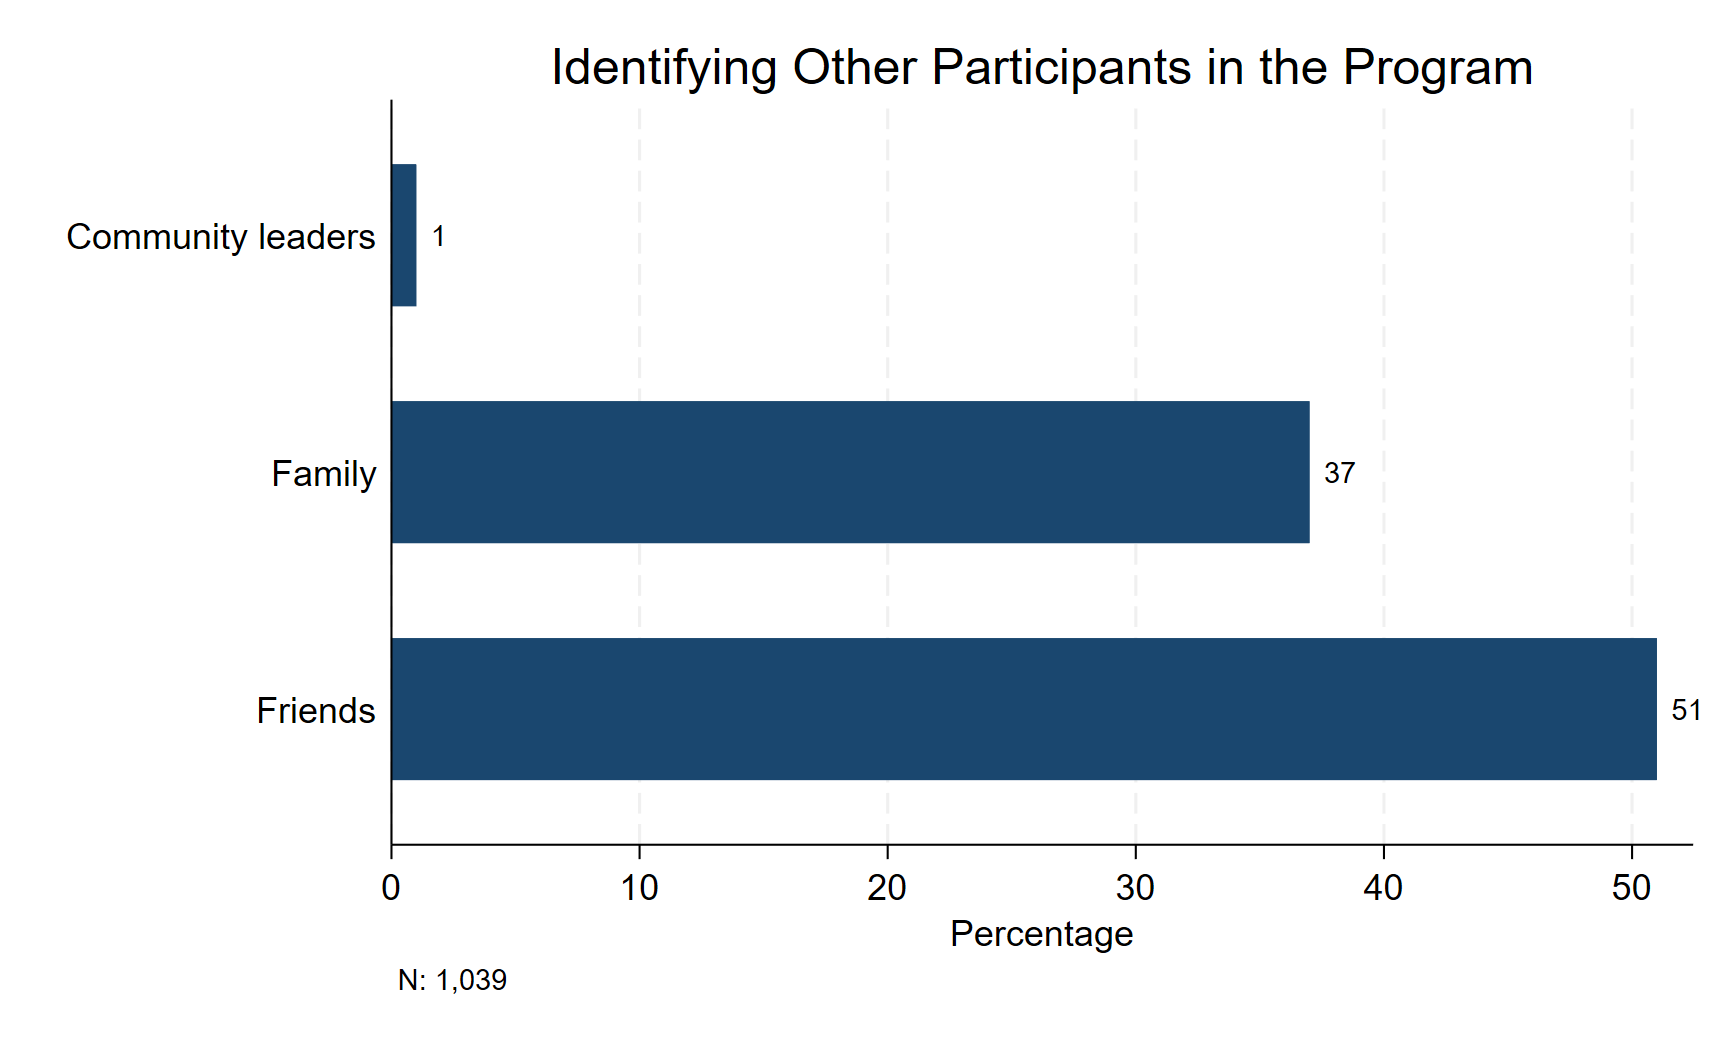 Identifying Other Participants in the Program
Community leaders
1
Family
37
Friends
51
0 10 20 30 40 50
Percentage
N: 1,039